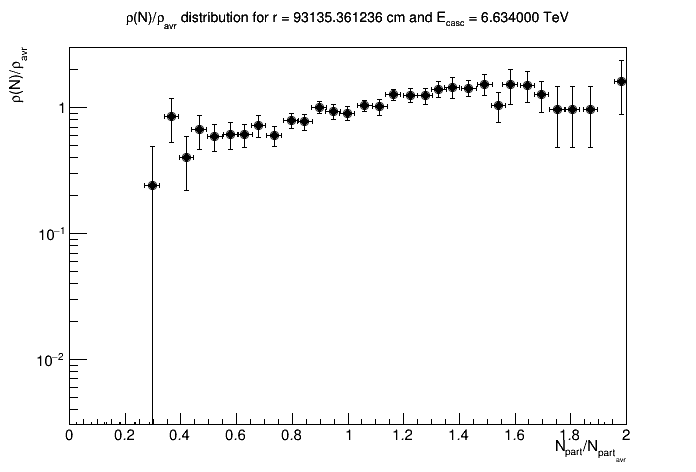 ρ(N)/ρavr distribution for r = 93135.361236 cm and Ecasc = 6.634000 TeV
ρ(N)/ρavr
1
10−1
10−2
0 0.2 0.4 0.6 0.8 1 1.2 1.4 1.6 1.8 2
Npart/Npartavr